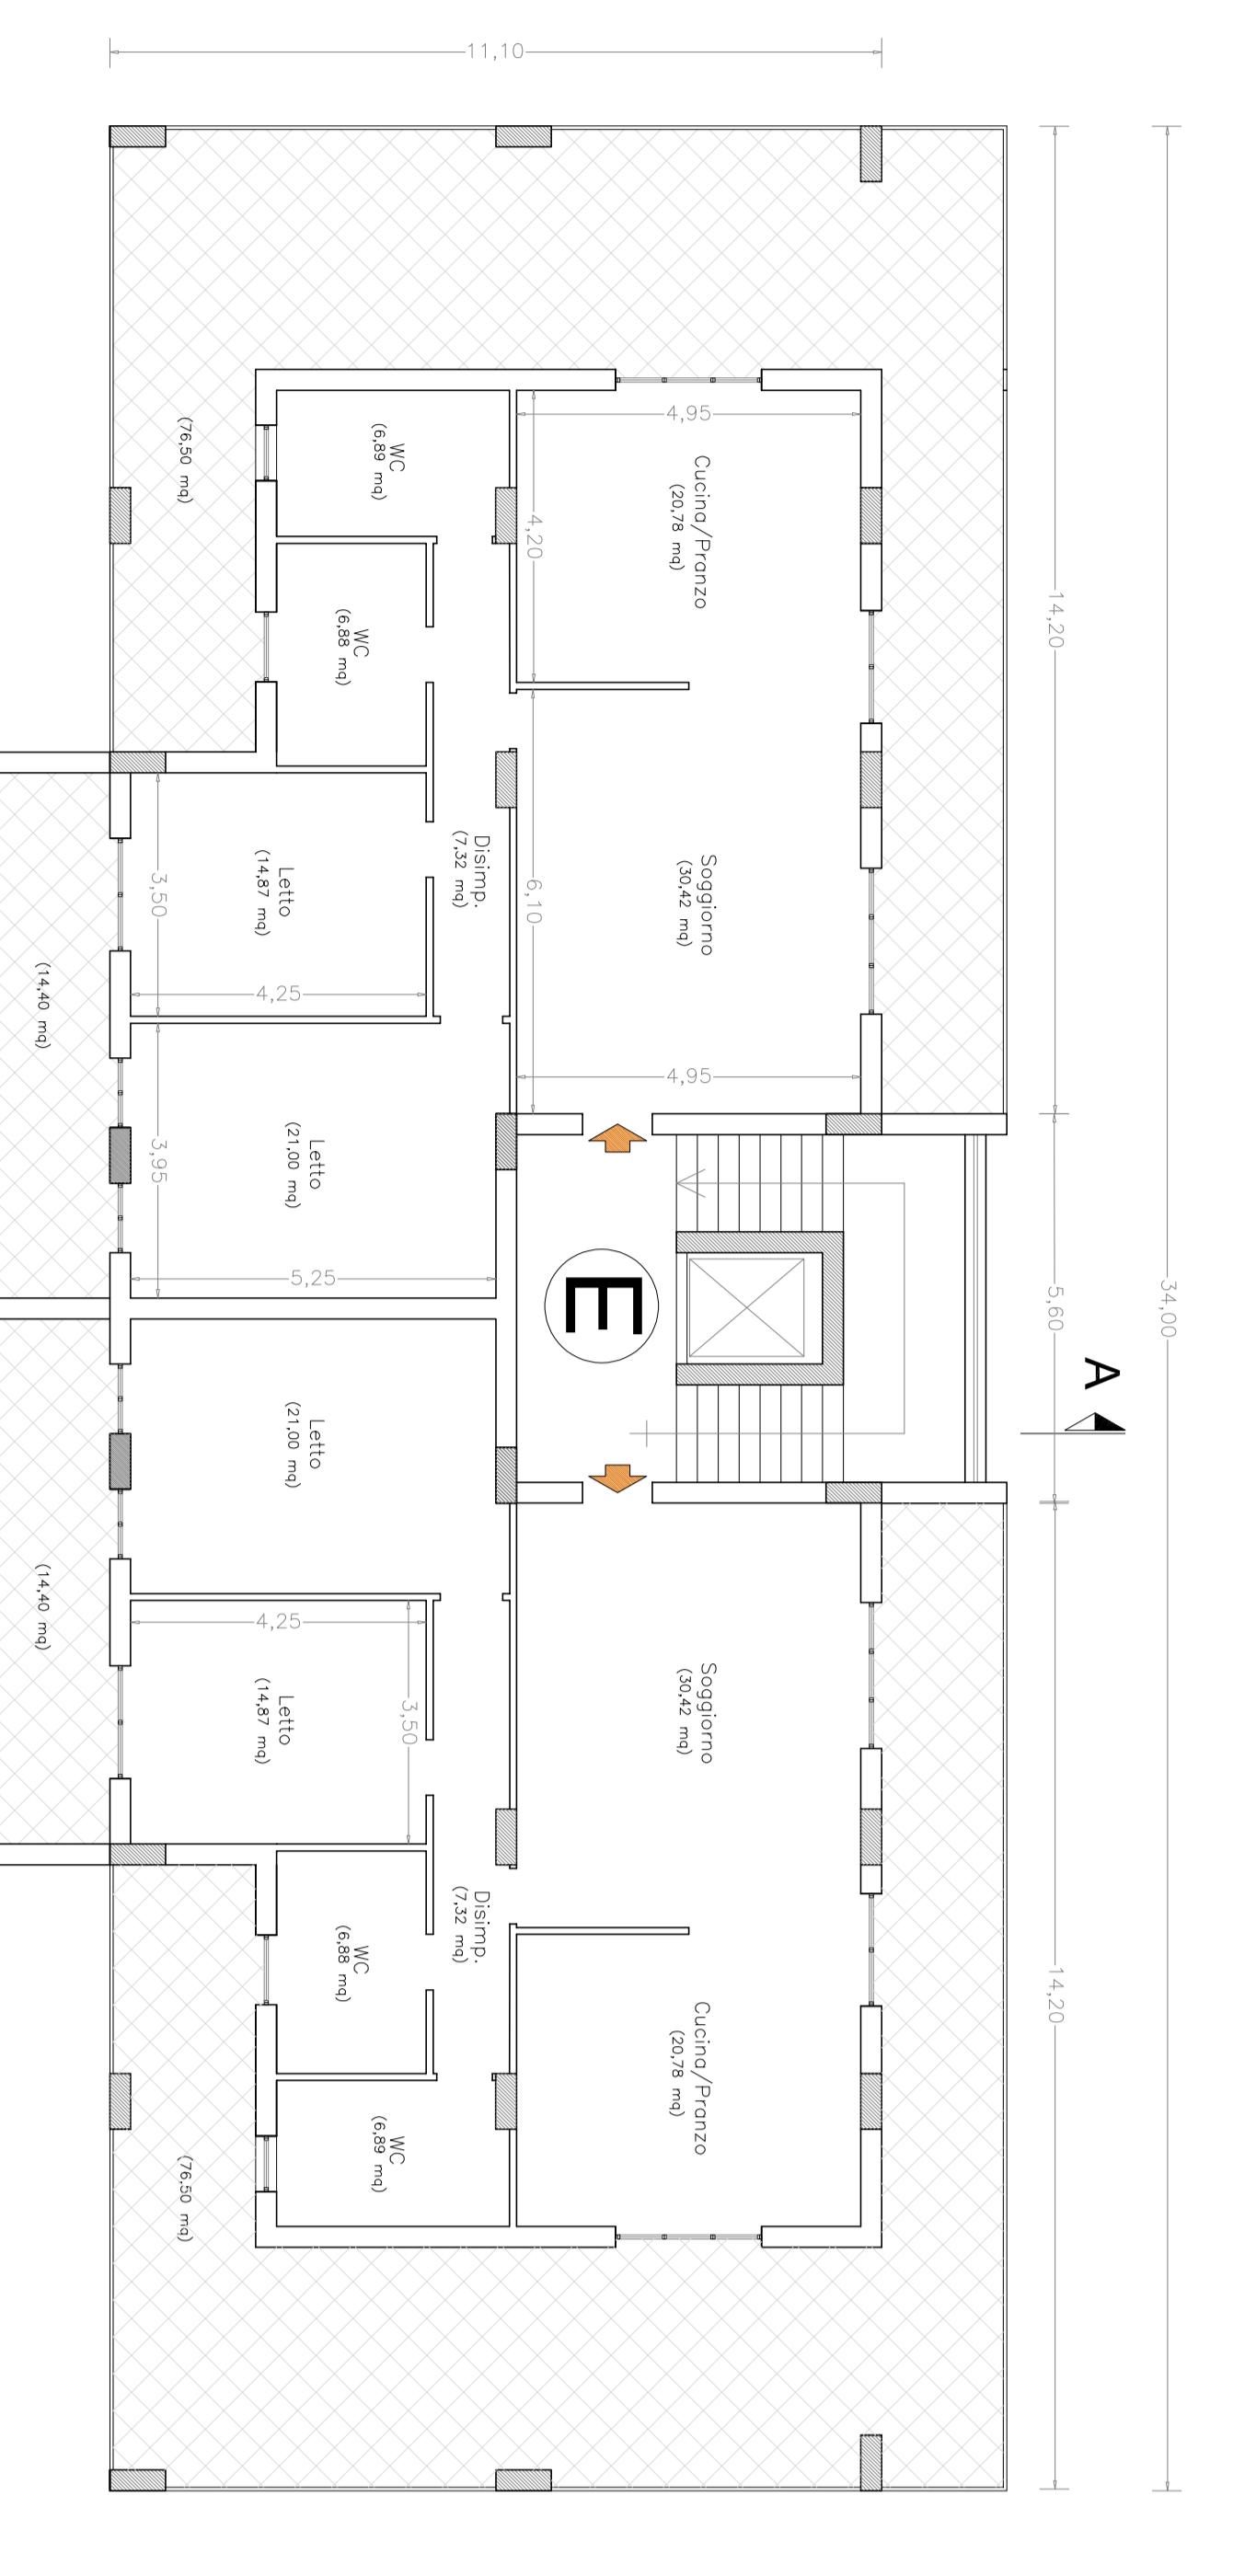 11,10
34,00
14,20
5,60
14,20
A
4,95
Cucina/Pranzo
(20,78 mq)
4,20
WC
(6,89 mq)
(76,50 mq)
WC
(6,88 mq)
Soggiorno
(30,42 mq)
6,10
4,95
Disimp.
(7,32 mq)
Letto
(14,87 mq)
3,50
4,25
(14,40 mq)
Letto
(21,00 mq)
3,95
5,25
E
Letto
(21,00 mq)
Soggiorno
(30,42 mq)
4,25
Letto
(14,87 mq)
3,50
(14,40 mq)
Disimp.
(7,32 mq)
WC
(6,88 mq)
Cucina/Pranzo
(20,78 mq)
WC
(6,89 mq)
(76,50 mq)